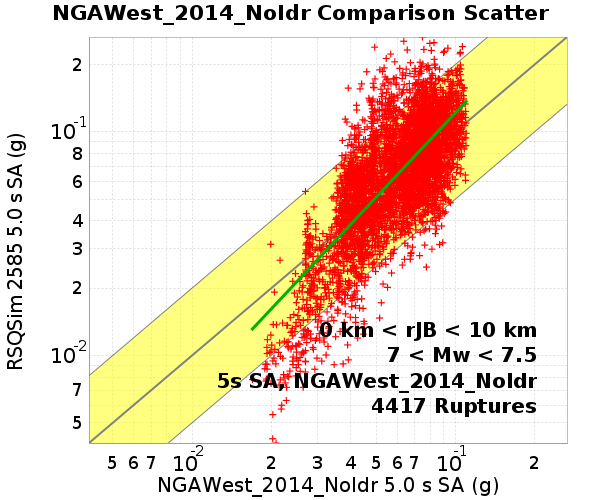 NGAWest_2014_NoIdr Comparison Scatter
RSQSim 2585 5.0 s SA (g)
2
10^-1
8
6
4
3
2
10^-2
7
5
0 km < rJB < 10 km
7 < Mw < 7.5
5s SA, NGAWest_2014_NoIdr
4417 Ruptures
5 6 7 10^-2 2 3 4 5 6 7 10^-1 2
NGAWest_2014_NoIdr 5.0 s SA (g)